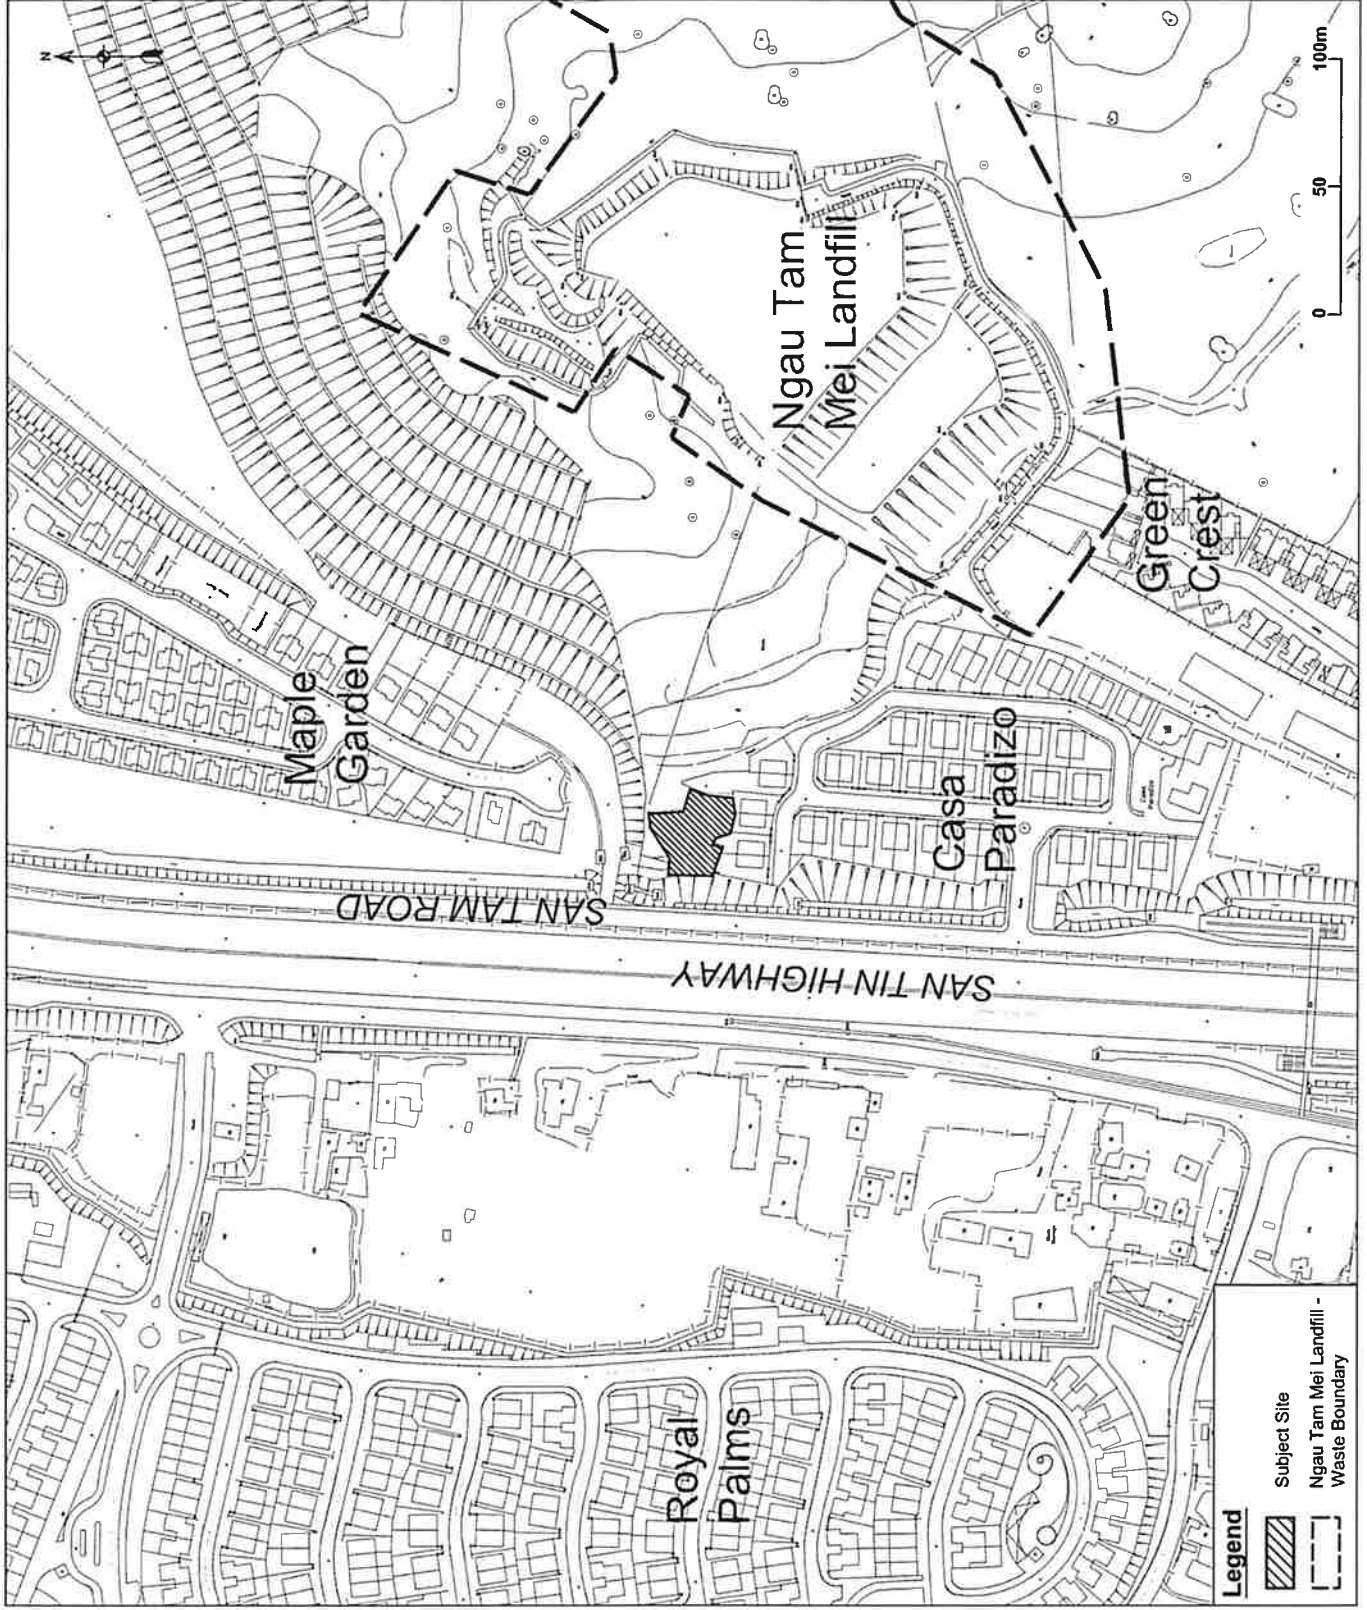 N
Maple
Garden
SAN TAM ROAD
SAN TIN HIGHWAY
Ngau Tam
Mei Landfill
Casa
Paradizo
Green
Crest
Royal
Palms
0 50 100m
Legend
Subject Site
Ngau Tam Mei Landfill -
Waste Boundary